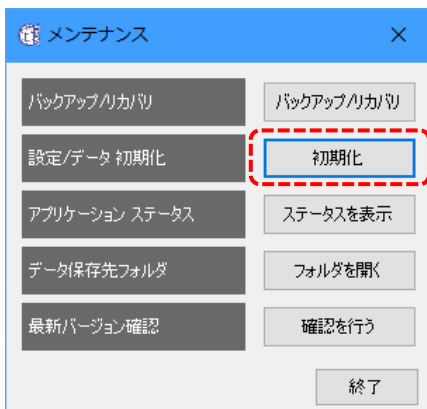 メンテナンス
バックアップ/リカバリ バックアップ/リカバリ
設定/データ 初期化 初期化
アプリケーション ステータス ステータスを表示
データ保存先フォルダ フォルダを開く
最新バージョン確認 確認を行う
終了